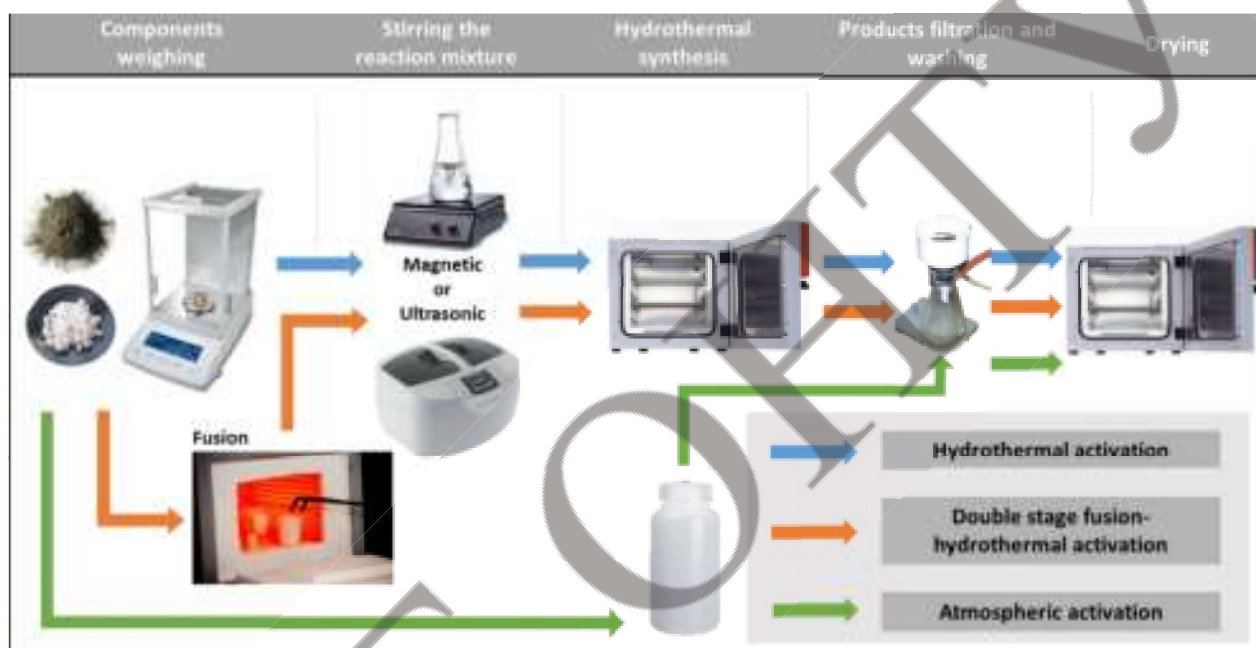 Components
weighing
Stirring the
reaction mixture
Hydrothermal
synthesis
Products filtration and
washing
Drying
Magnetic
or
Ultrasonic
Fusion
Hydrothermal activation
Double stage fusion-
hydrothermal activation
Atmospheric activation